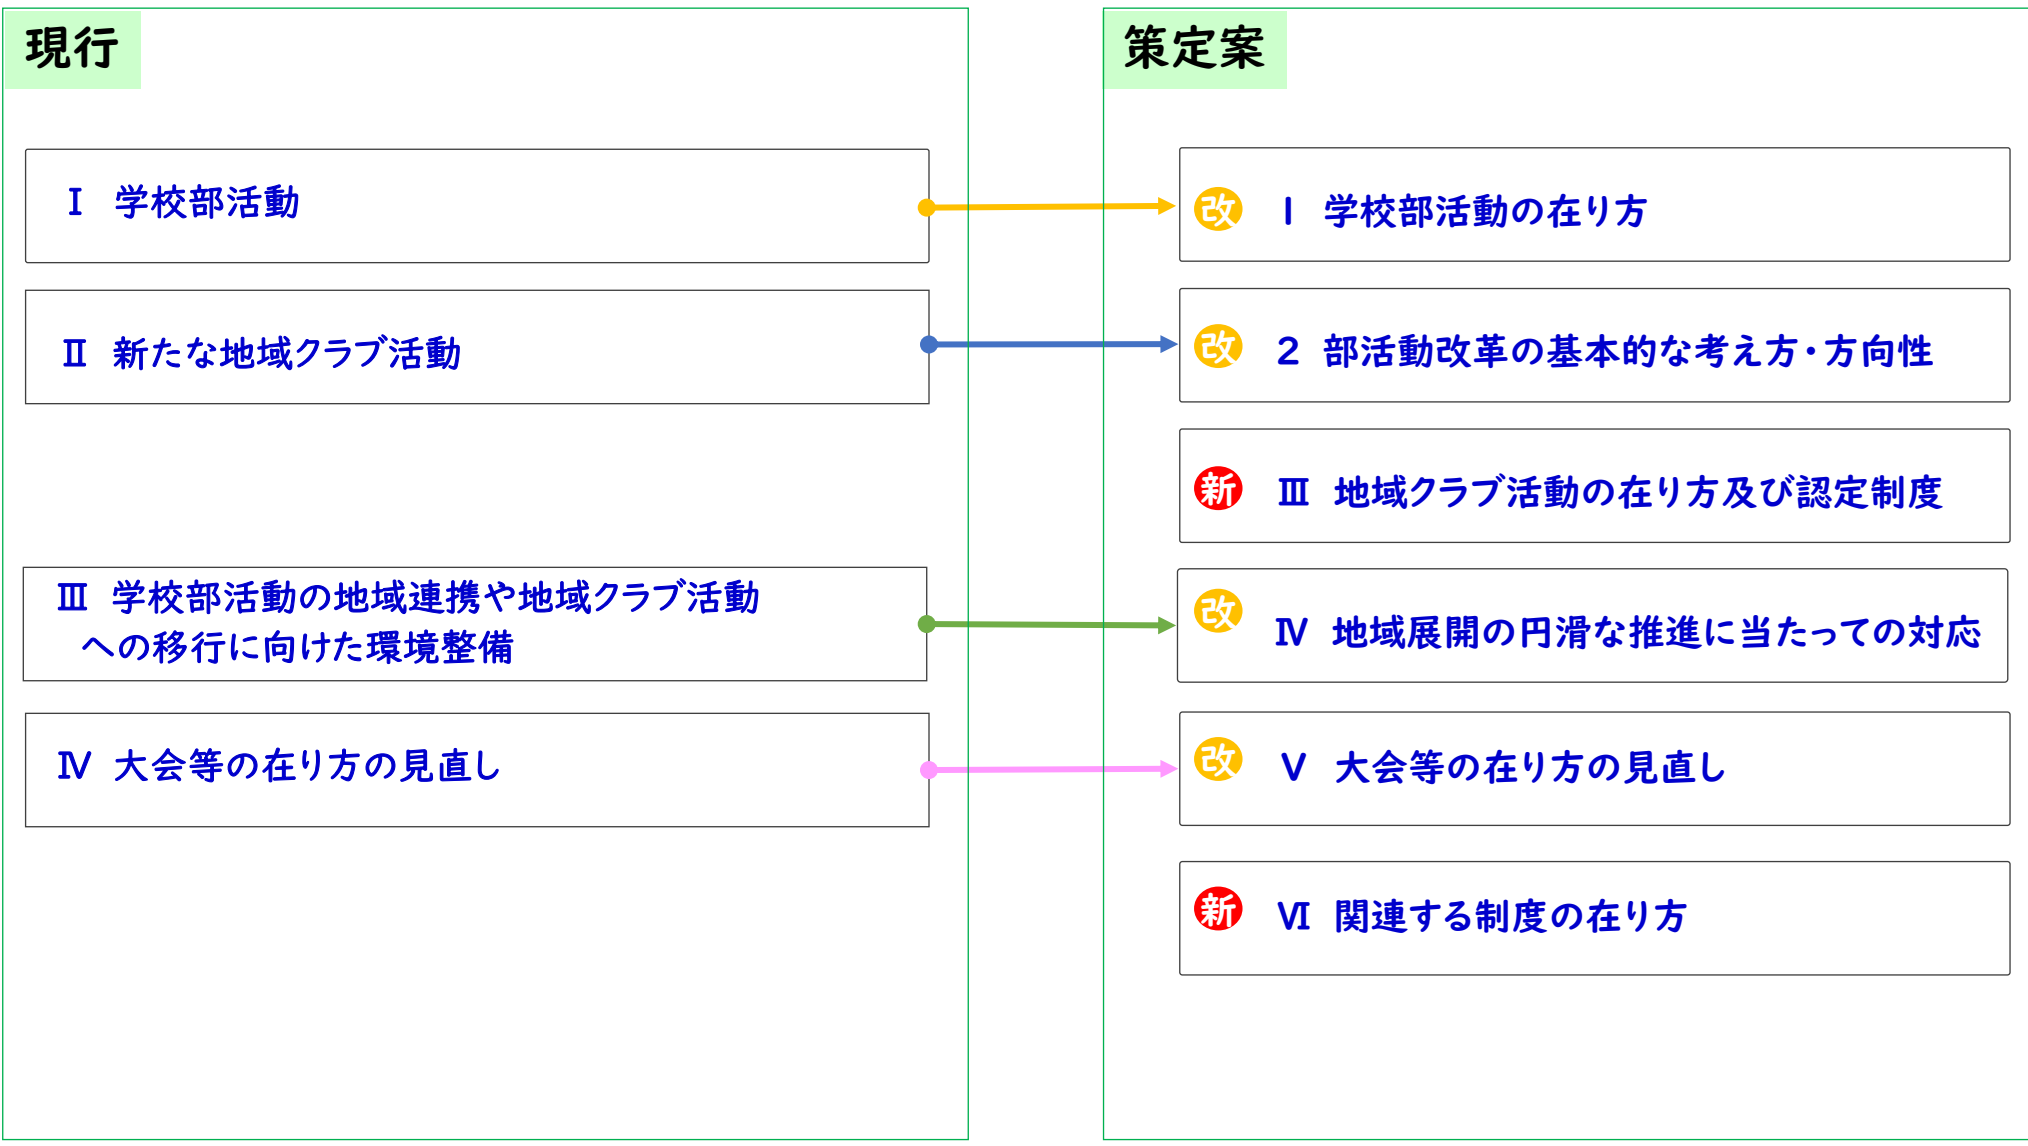 現行
Ⅰ 学校部活動
Ⅱ 新たな地域クラブ活動
Ⅲ 学校部活動の地域連携や地域クラブ活動
への移行に向けた環境整備
Ⅳ 大会等の在り方の見直し
策定案
改 1 学校部活動の在り方
改 2 部活動改革の基本的な考え方・方向性
新 Ⅲ 地域クラブ活動の在り方及び認定制度
改 Ⅳ 地域展開の円滑な推進に当たっての対応
改 Ⅴ 大会等の在り方の見直し
新 Ⅵ 関連する制度の在り方